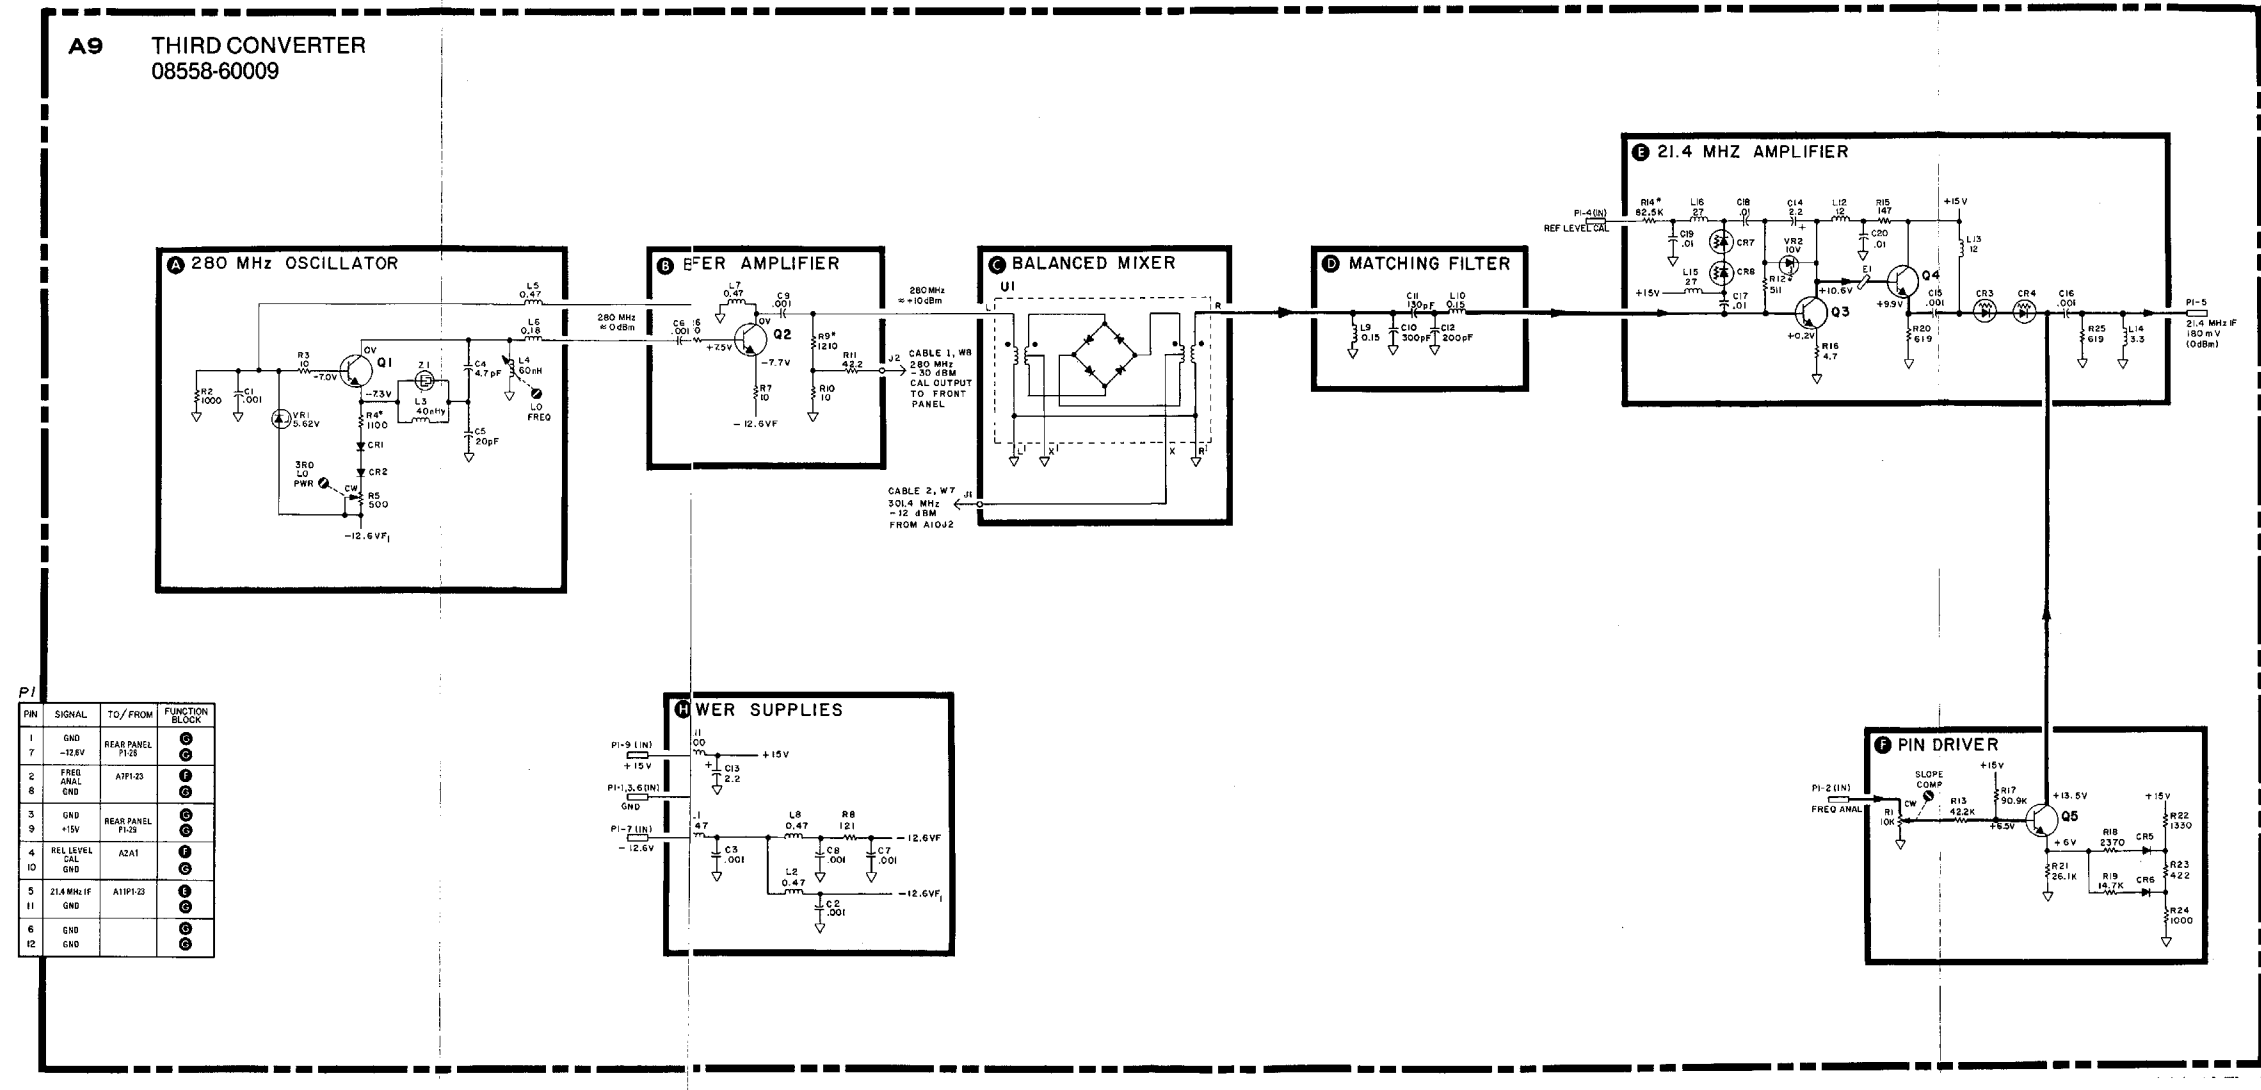 A9 THIRD CONVERTER
08558-60009
A 280 MHz OSCILLATOR
L5
0.47
L6
0.18
R3
10
-7.0V
0V
Q1
R2
1000
C1
.001
VR1
5.62V
-7.3V
R4*
1100
CR1
CR2
3RD
LO
PWR
CW
R5
500
-12.6VF1
Z1
L3
40nHy
C4
4.7pF
C5
20pF
L4
60nH
LO
FREQ
280 MHz
≈ 0dBm
B FER AMPLIFIER
L7
0.47
C9
.001
0V
C6
.001
+7.5V
Q2
-7.7V
R7
10
-12.6VF
R9*
1210
R11
42.2
R10
10
J2
280MHz
≈ +10dBm
CABLE 1, W8
280 MHz
-30 dBM
CAL OUTPUT
TO FRONT
PANEL
C BALANCED MIXER
U1
L
R
L'
X'
X
R'
CABLE 2, W7
301.4 MHz
-12 dBM
FROM A10J2
J1
D MATCHING FILTER
C11
130pF
L10
0.15
L9
0.15
C10
300pF
C12
200pF
E 21.4 MHZ AMPLIFIER
P1-4(IN)
REF LEVEL CAL
R14*
82.5K
L16
27
C18
.01
C14
2.2
+
L12
12
R15
147
+15V
C19
.01
CR7
CR8
VR2
10V
C20
.01
L13
12
L15
27
+15V
C17
.01
R12*
511
+10.6V
E1
Q4
+9.9V
Q3
+0.2V
R16
4.7
R20
619
C15
.001
CR3
CR4
C16
.001
R25
619
L14
3.3
P1-5
21.4 MHz IF
180 mV
(0dBm)
P1
PIN SIGNAL TO/FROM FUNCTION BLOCK
1 GND REAR PANEL P1-26 G
7 -12.6V G
2 FREQ ANAL A7P1-23 F
8 GND G
3 GND REAR PANEL P1-29 G
9 +15V G
4 REL LEVEL CAL A2A1 F
10 GND G
5 21.4 MHz IF A11P1-23 E
11 GND G
6 GND G
12 GND G
H WER SUPPLIES
P1-9 (IN)
+15V
+15V
+
C13
2.2
P1-1,3,6(IN)
GND
P1-7(IN)
-12.6V
47
C3
.001
L8
0.47
R8
121
-12.6VF
C8
.001
C7
.001
L2
0.47
-12.6VF1
C2
.001
F PIN DRIVER
P1-2(IN)
FREQ ANAL
SLOPE
COMP
CW
R1
10K
R13
42.2K
+15V
R17
90.9K
+6.5V
+13.5V
Q5
+6V
R21
26.1K
R18
2370
CR5
R19
14.7K
CR6
+15V
R22
1330
R23
422
R24
1000